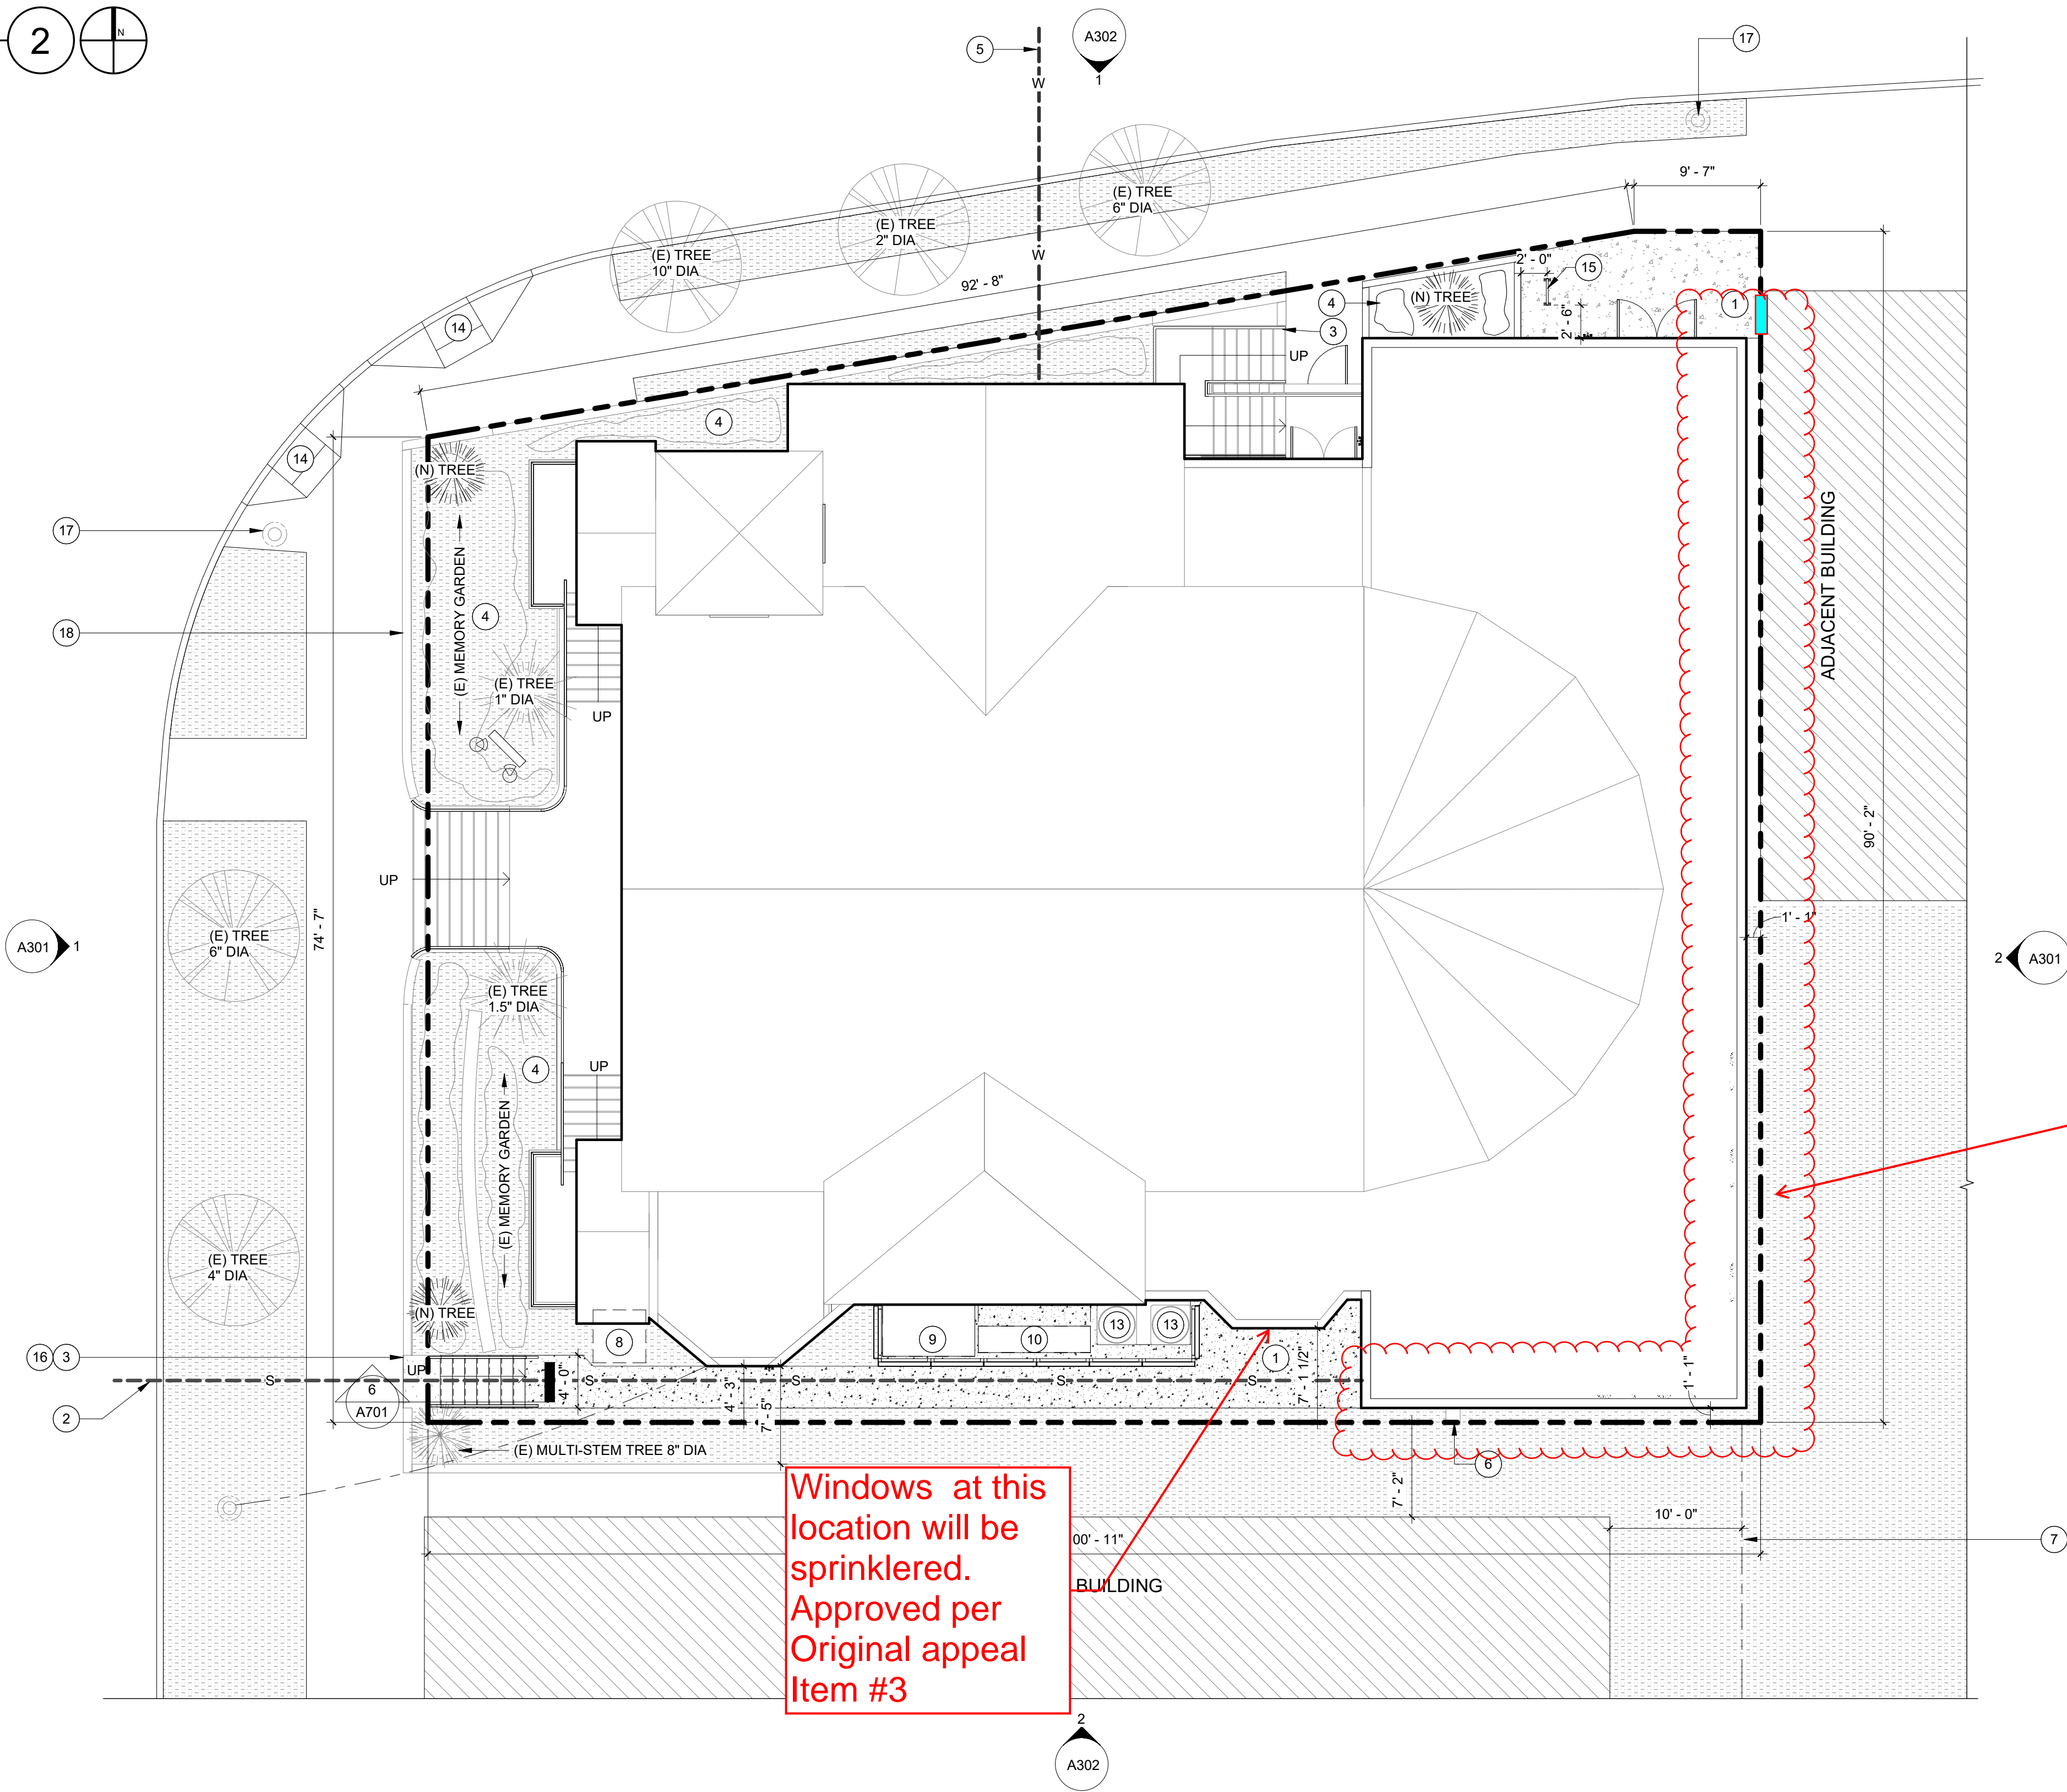 2
N
5
A302
1
17
W
W
(E) TREE
6" DIA
(E) TREE
2" DIA
(E) TREE
10" DIA
9' - 7"
92' - 8"
2' - 0"
15
4
(N) TREE
1
2' - 6"
3
UP
14
14
4
(N) TREE
17
(E) MEMORY GARDEN
4
18
(E) TREE
1" DIA
UP
ADJACENT BUILDING
90' - 2"
UP
74' - 7"
(E) TREE
6" DIA
A301
1
1' - 1"
2
A301
(E) TREE
1.5" DIA
4
UP
(E) MEMORY GARDEN
(E) TREE
4" DIA
(N) TREE
8
9
10
13
13
1
16
3
UP
S
S
S
S
S
6
A701
2
4' - 0"
4' - 3"
7' - 5"
7' - 1 1/2"
1' - 1"
(E) MULTI-STEM TREE 8" DIA
6
7' - 2"
10' - 0"
7
00' - 11"
BUILDING
Windows at this
location will be
sprinklered.
Approved per
Original appeal
Item #3
2
A302